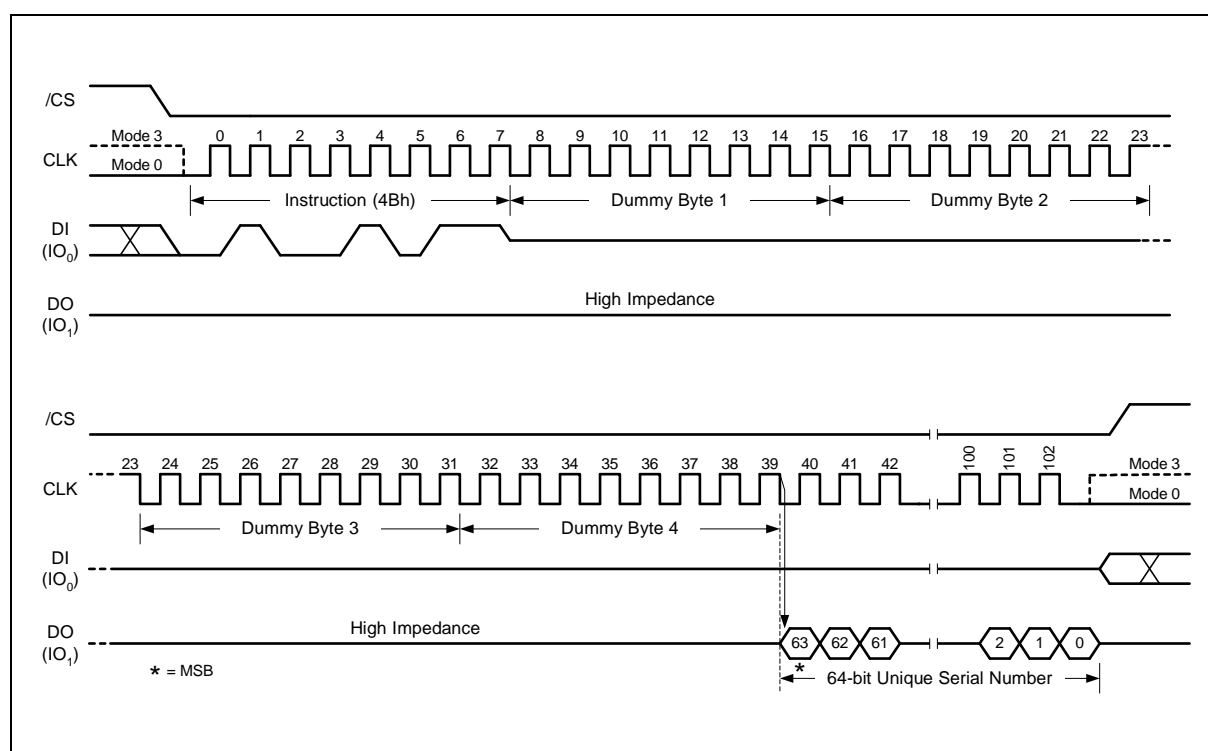 /CS
Mode 3 0 1 2 3 4 5 6 7 8 9 10 11 12 13 14 15 16 17 18 19 20 21 22 23
CLK
Mode 0
Instruction (4Bh) Dummy Byte 1 Dummy Byte 2
DI
(IO0)
High Impedance
DO
(IO1)
/CS
23 24 25 26 27 28 29 30 31 32 33 34 35 36 37 38 39 40 41 42 100 101 102 Mode 3
CLK
Mode 0
Dummy Byte 3 Dummy Byte 4
DI
(IO0)
High Impedance
DO
(IO1)
63 62 61 2 1 0
* = MSB * 64-bit Unique Serial Number